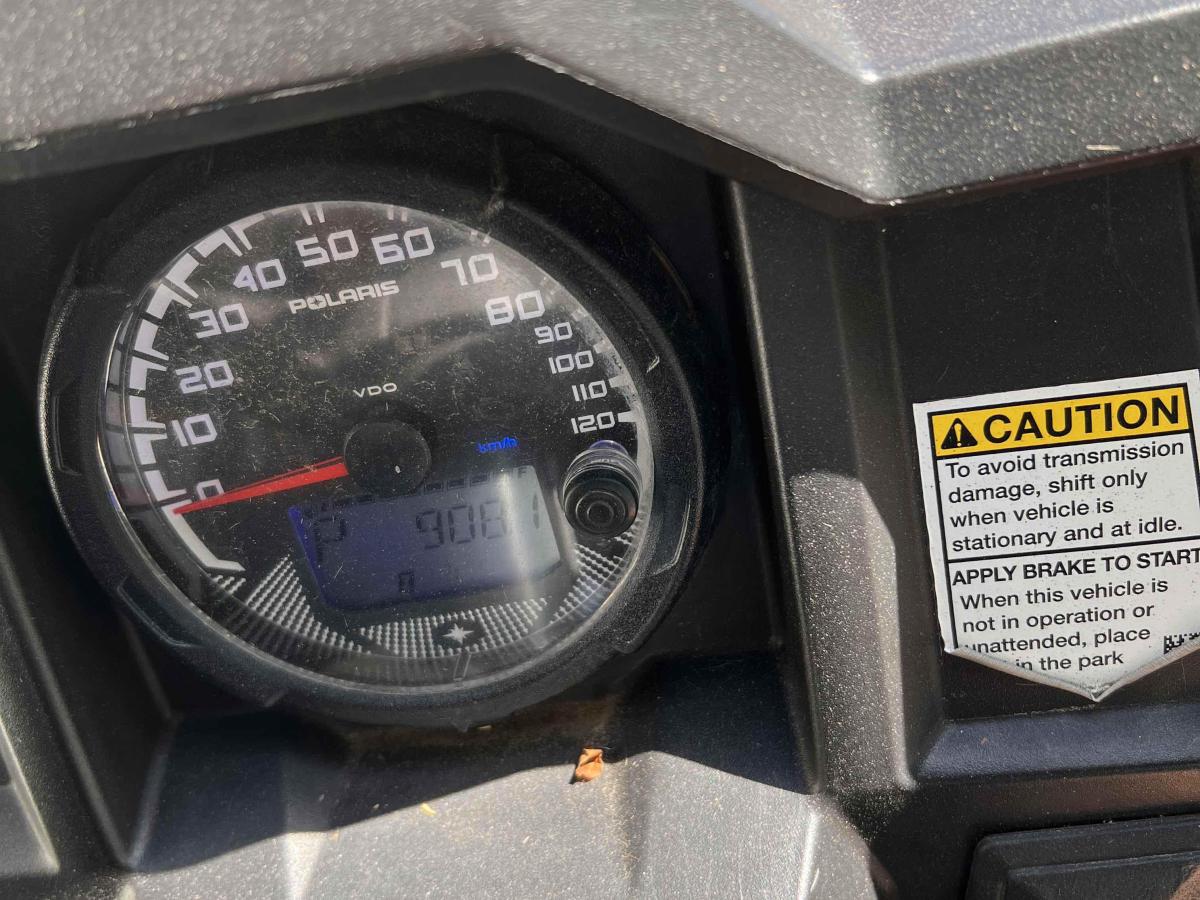 0
10
20
30
40
50
60
70
80
90
100
110
120
POLARIS
VDO
km/h
P 9081
0
CAUTION
To avoid transmission
damage, shift only
when vehicle is
stationary and at idle.
APPLY BRAKE TO START
When this vehicle is
not in operation or
unattended, place
in the park